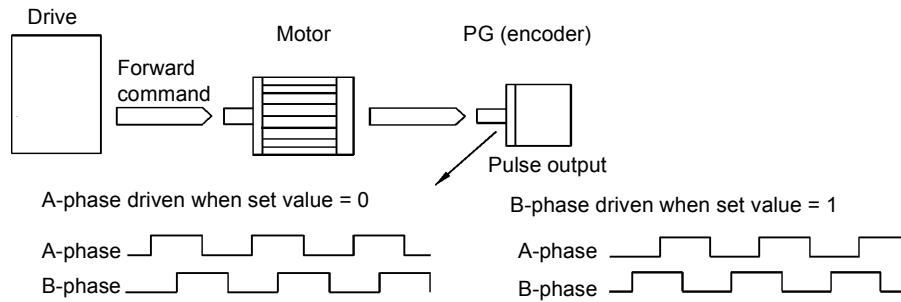 Drive
Motor
PG (encoder)
Forward
command
Pulse output
A-phase driven when set value = 0
B-phase driven when set value = 1
A-phase
B-phase
A-phase
B-phase